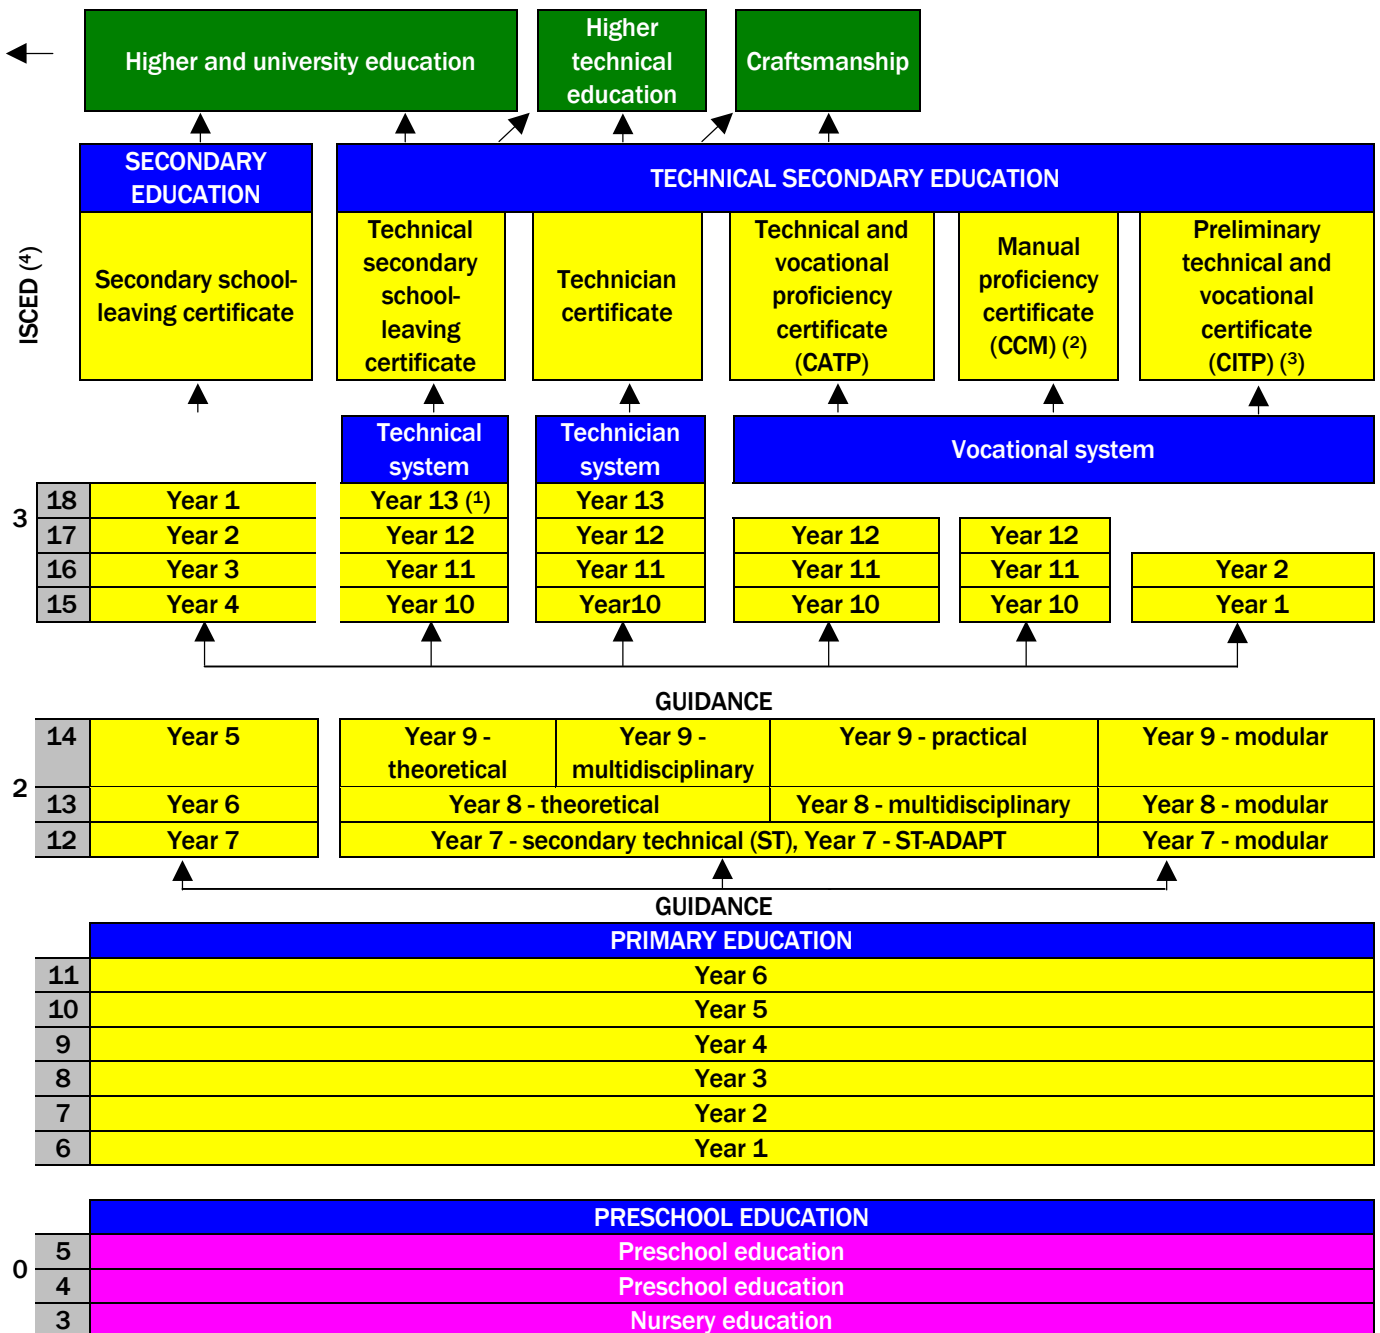 Higher and university education
Higher
technical
education
Craftsmanship
SECONDARY
EDUCATION
TECHNICAL SECONDARY EDUCATION
ISCED (⁴)
Secondary school-
leaving certificate
Technical
secondary
school-
leaving
certificate
Technician
certificate
Technical and
vocational
proficiency
certificate
(CATP)
Manual
proficiency
certificate
(CCM) (²)
Preliminary
technical and
vocational
certificate
(CITP) (³)
Technical
system
Technician
system
Vocational system
3
18 Year 1 Year 13 (¹) Year 13
17 Year 2 Year 12 Year 12 Year 12 Year 12
16 Year 3 Year 11 Year 11 Year 11 Year 11 Year 2
15 Year 4 Year 10 Year10 Year 10 Year 10 Year 1
GUIDANCE
2
14 Year 5
Year 9 -
theoretical
Year 9 -
multidisciplinary
Year 9 - practical
Year 9 - modular
13 Year 6 Year 8 - theoretical Year 8 - multidisciplinary Year 8 - modular
12 Year 7 Year 7 - secondary technical (ST), Year 7 - ST-ADAPT Year 7 - modular
GUIDANCE
PRIMARY EDUCATION
11 Year 6
10 Year 5
9 Year 4
8 Year 3
7 Year 2
6 Year 1
PRESCHOOL EDUCATION
0
5 Preschool education
4 Preschool education
3 Nursery education